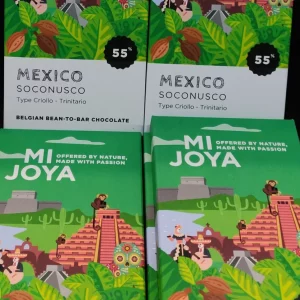 55%
MEXICO
SOCONUSCO
Type Criollo - Trinitario
BELGIAN BEAN-TO-BAR CHOCOLATE
55%
MEXICO
SOCONUSCO
Type Criollo - Trinitario
MI
JOYA
OFFERED BY NATURE,
MADE WITH PASSION
MI
JOYA
OFFERED BY NATURE,
MADE WITH PASSION